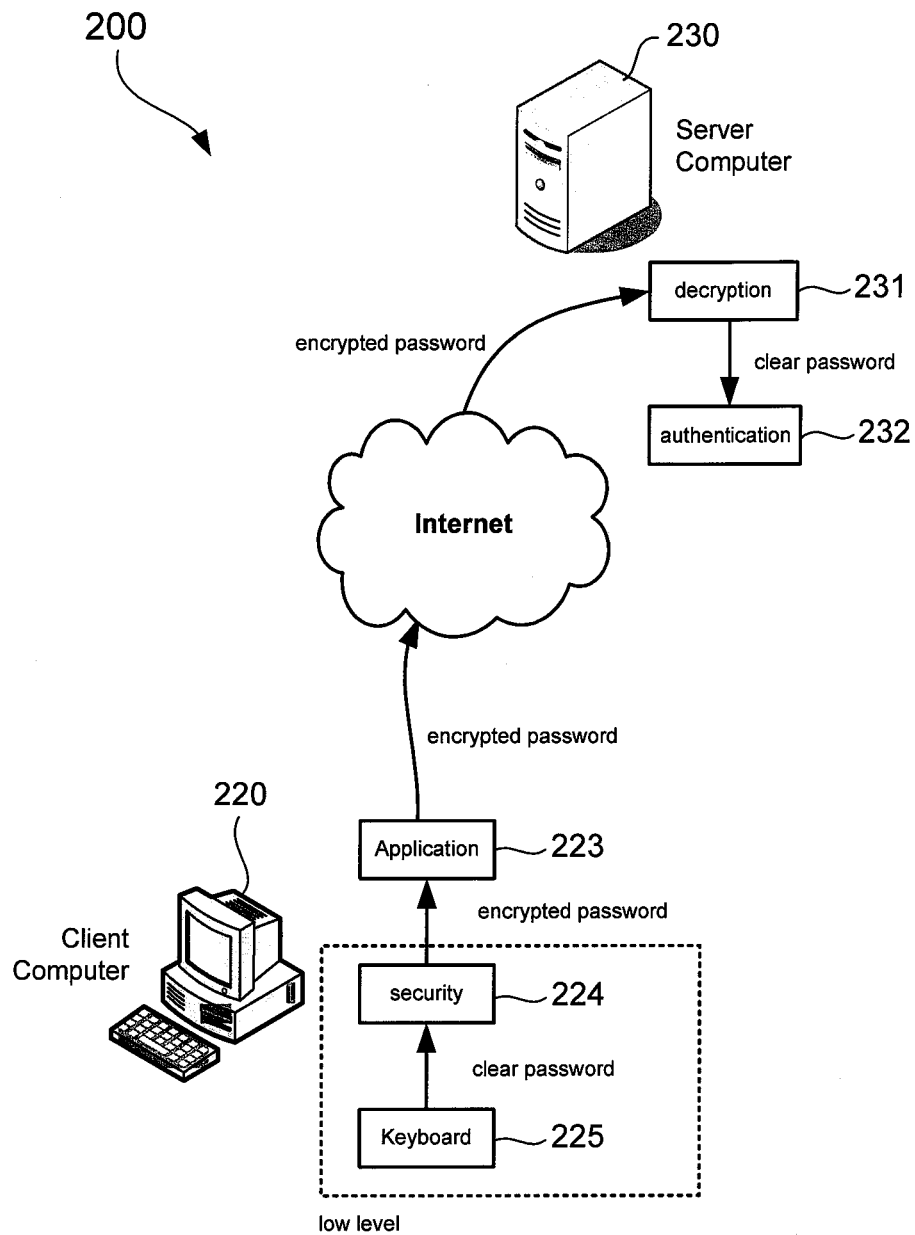 200
230
Server
Computer
decryption
231
encrypted password
clear password
authentication
232
Internet
encrypted password
220
Application
223
Client
Computer
encrypted password
security
224
clear password
Keyboard
225
low level